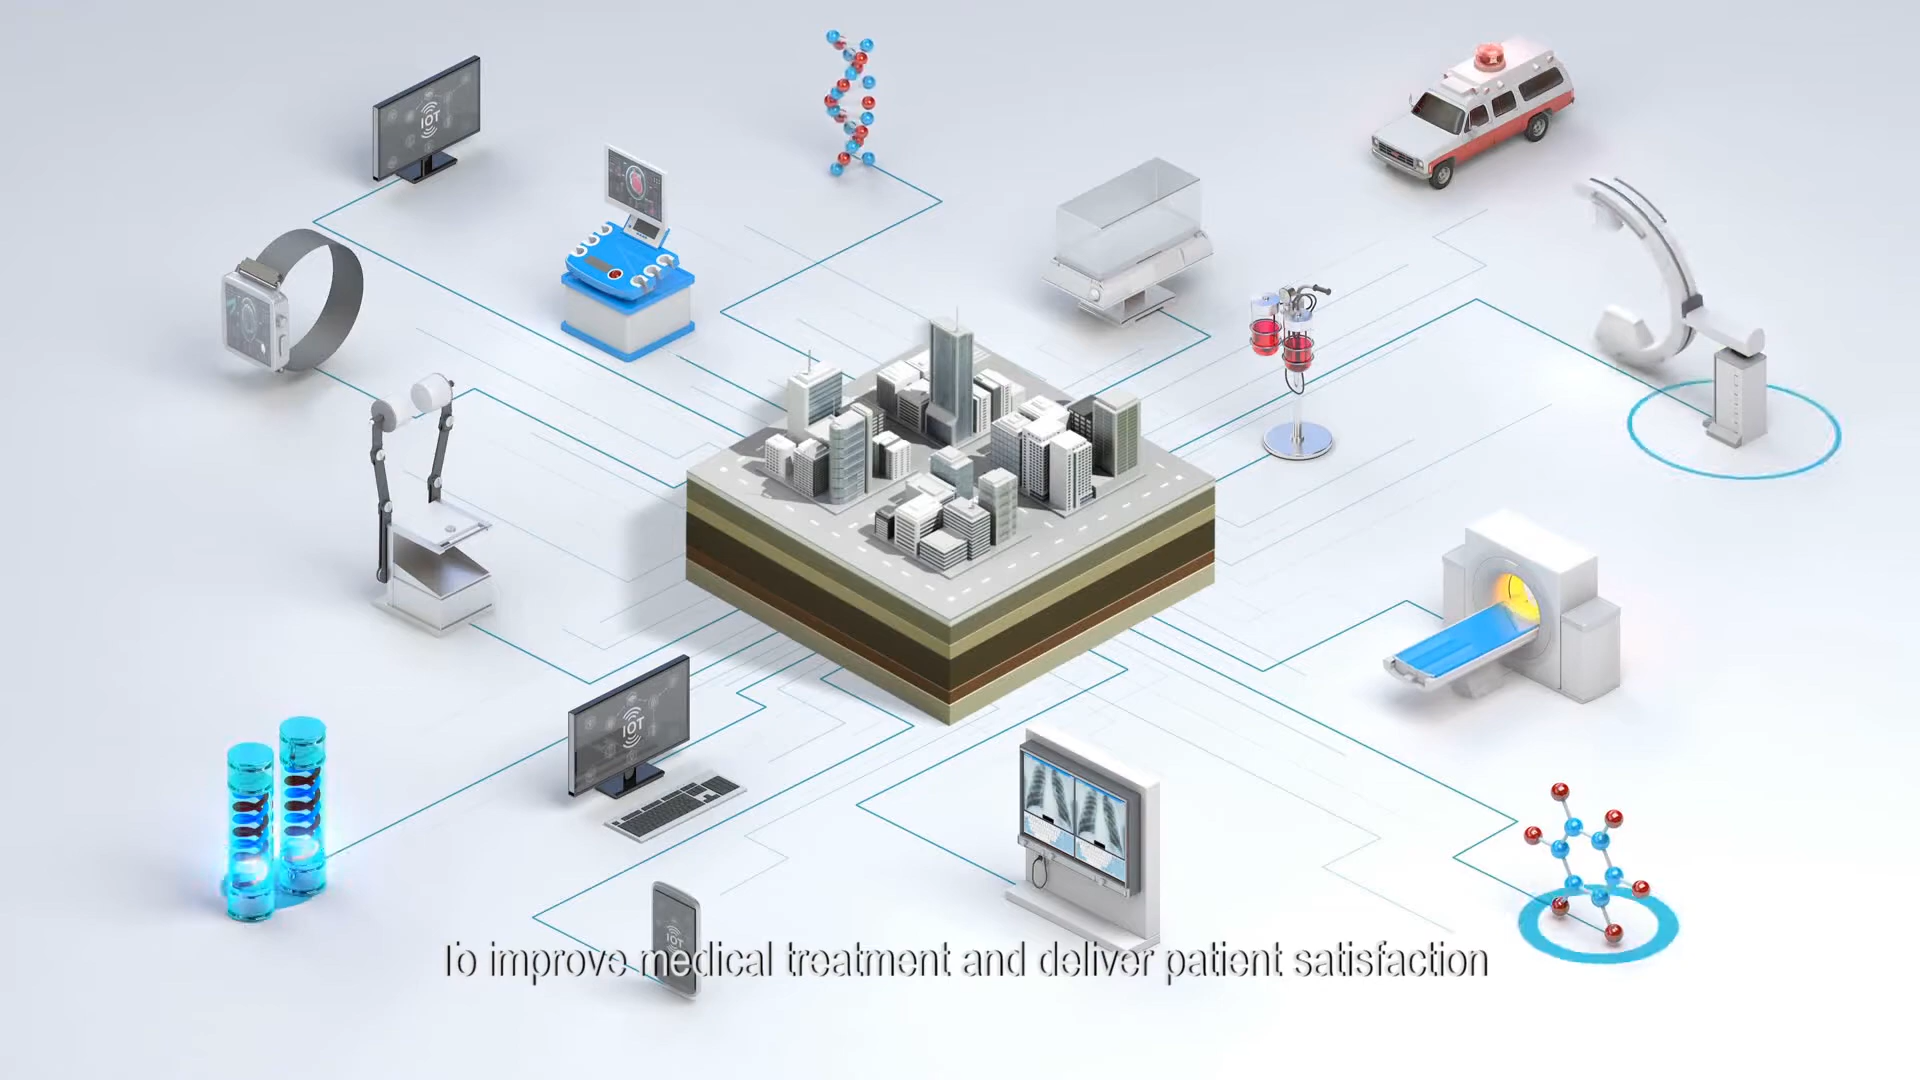 IOT
IOT
IOT
To improve medical treatment and deliver patient satisfaction